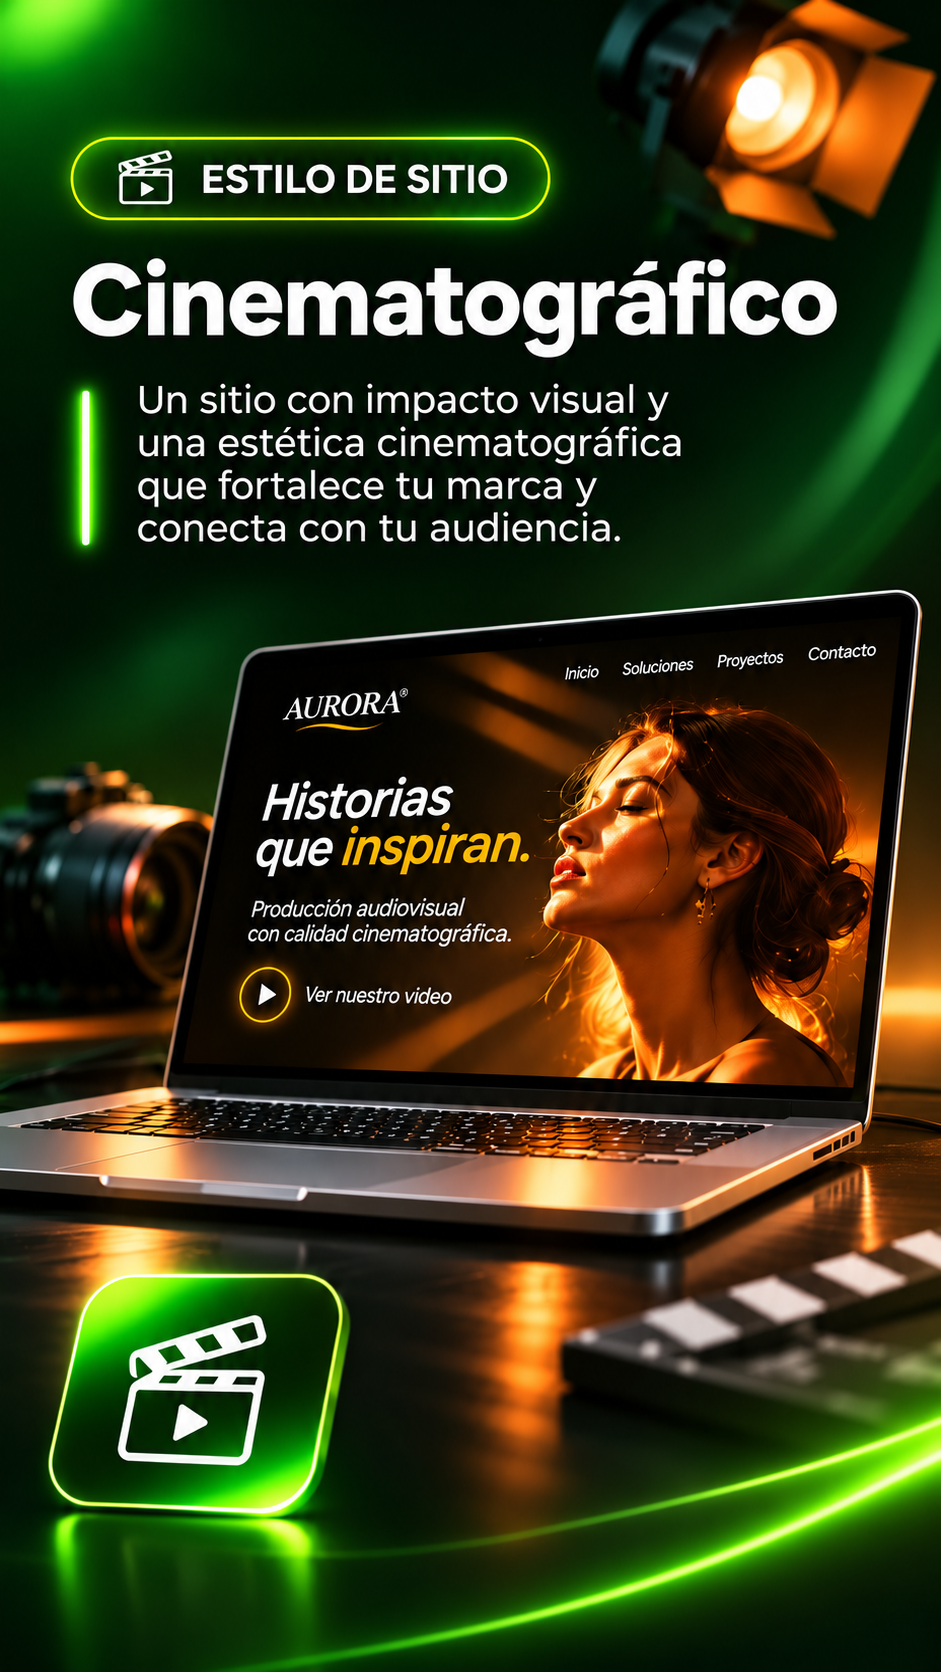 ESTILO DE SITIO
Cinematográfico
Un sitio con impacto visual y
una estética cinematográfica
que fortalece tu marca y
conecta con tu audiencia.
Inicio Soluciones Proyectos Contacto
AURORA®
Historias
que inspiran.
Producción audiovisual
con calidad cinematográfica.
Ver nuestro video